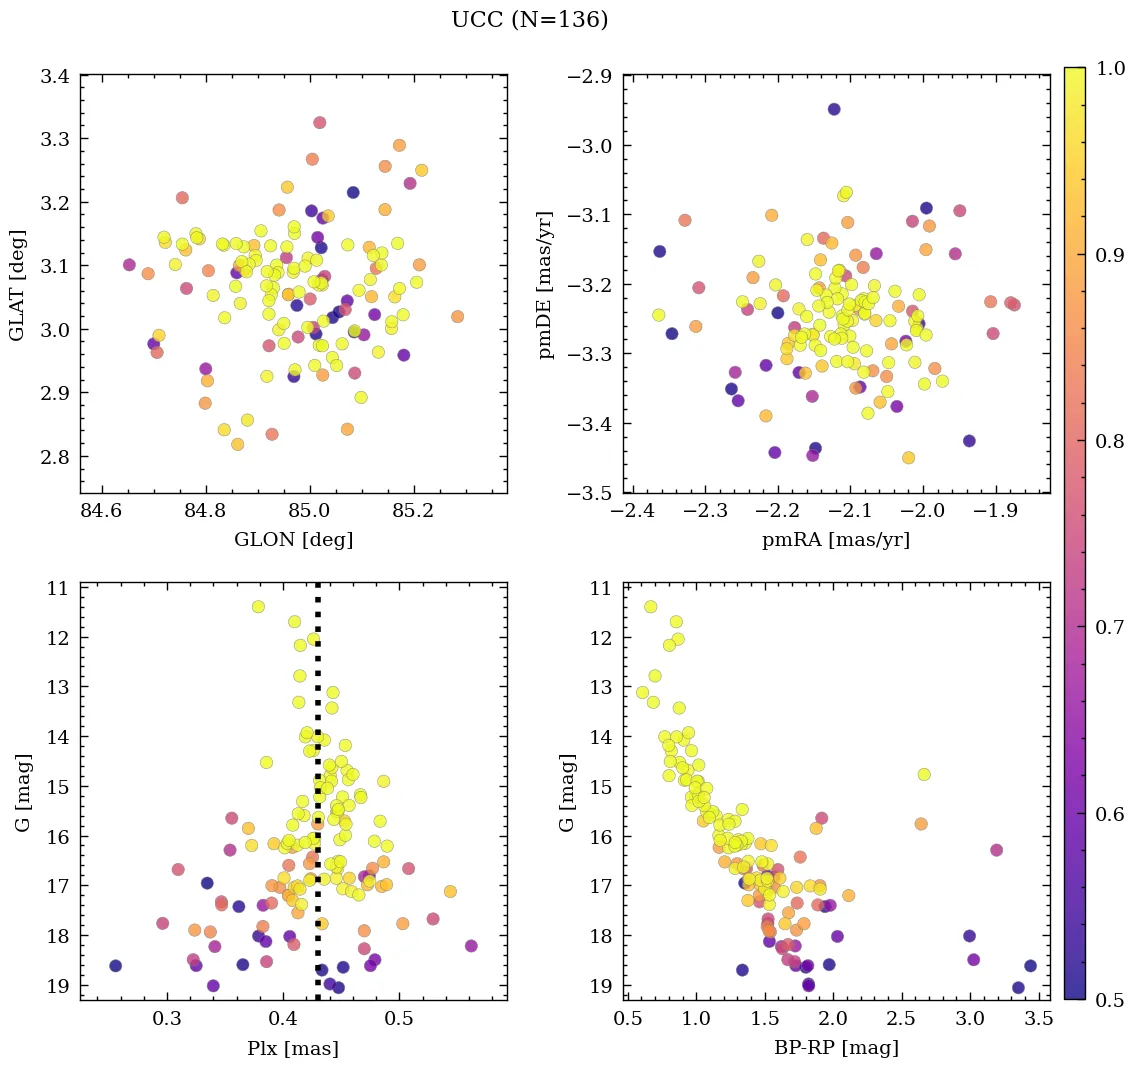 UCC (N=136)
3.4
3.3
3.2
3.1
3.0
2.9
2.8
GLAT [deg]
84.6 84.8 85.0 85.2
GLON [deg]
−2.9
−3.0
−3.1
−3.2
−3.3
−3.4
−3.5
pmDE [mas/yr]
−2.4 −2.3 −2.2 −2.1 −2.0 −1.9
pmRA [mas/yr]
11
12
13
14
15
16
17
18
19
G [mag]
0.3 0.4 0.5
Plx [mas]
11
12
13
14
15
16
17
18
19
G [mag]
0.5 1.0 1.5 2.0 2.5 3.0 3.5
BP-RP [mag]
1.0
0.9
0.8
0.7
0.6
0.5